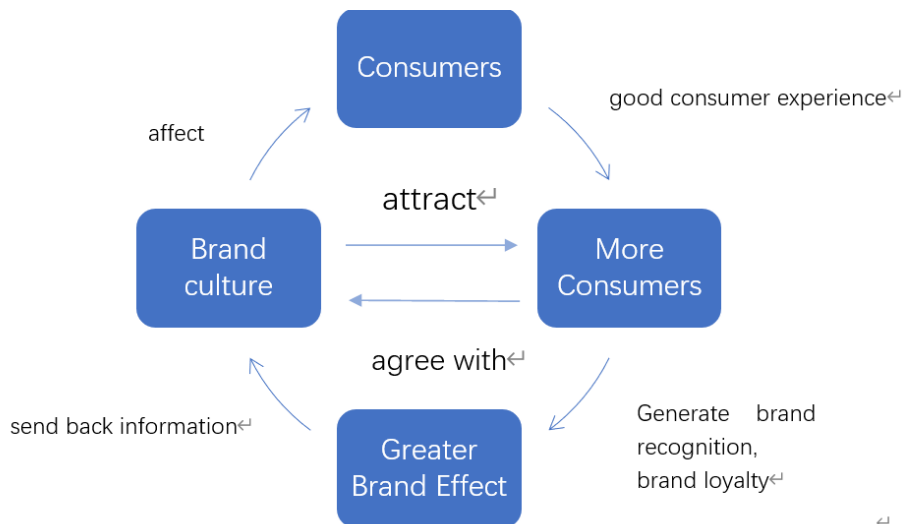 Consumers
good consumer experience↵
affect
attract↵
Brand
culture
More
Consumers
agree with↵
send back information↵
Generate brand
recognition,
brand loyalty↵
Greater
Brand Effect
↵